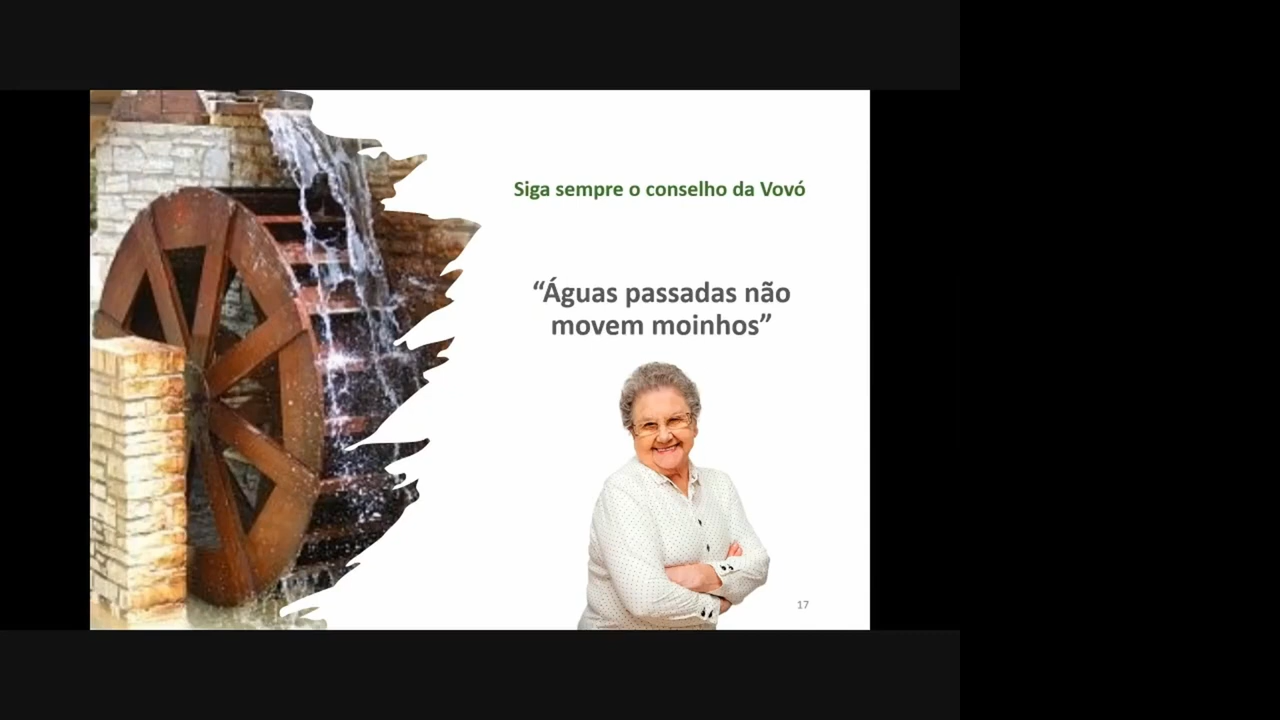 Siga sempre o conselho da Vovó
“Águas passadas não
movem moinhos”
17